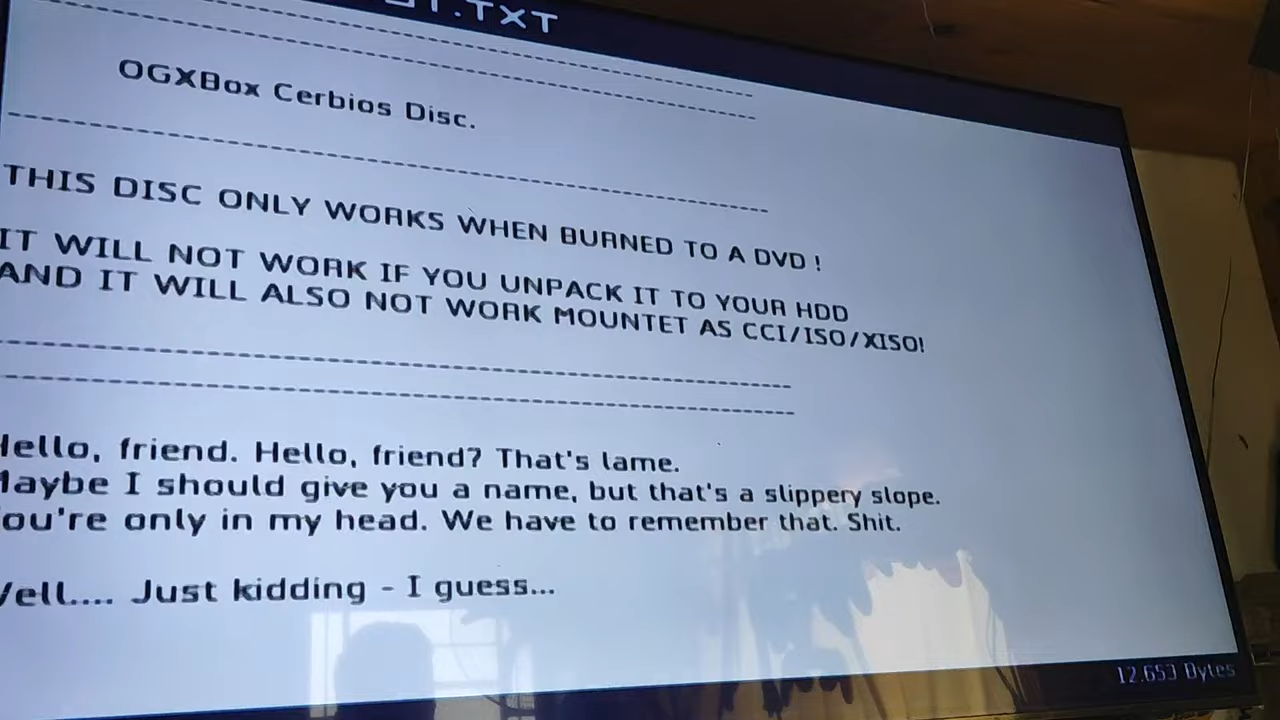 .TXT
----------------------------------------
----------------------------------------
OGXBox Cerbios Disc.
----------------------------------------
THIS DISC ONLY WORKS WHEN BURNED TO A DVD !
IT WILL NOT WORK IF YOU UNPACK IT TO YOUR HDD
AND IT WILL ALSO NOT WORK MOUNTET AS CCI/ISO/XISO!
----------------------------------------
----------------------------------------
Hello, friend. Hello, friend? That's lame.
Maybe I should give you a name, but that's a slippery slope.
You're only in my head. We have to remember that. Shit.
Well.... Just kidding - I guess...
12.653 Bytes